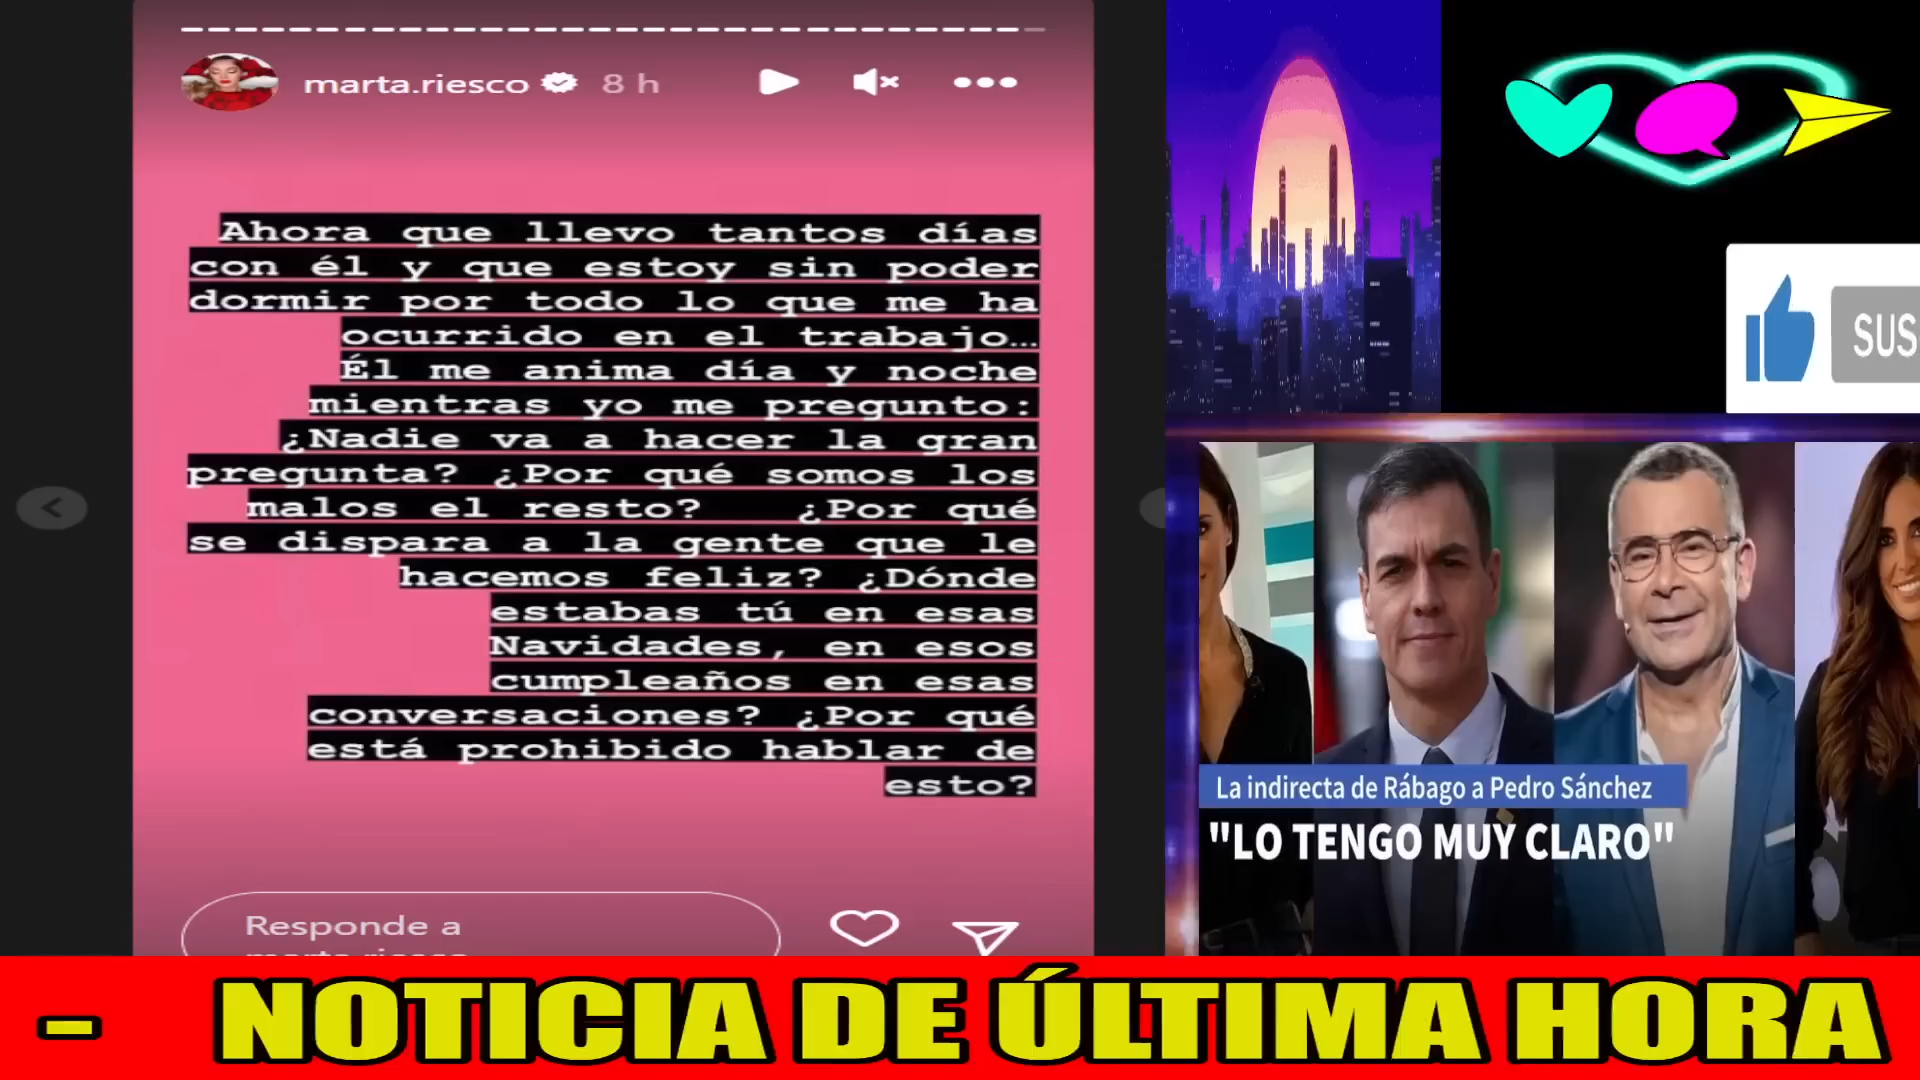 marta.riesco 8 h
Ahora que llevo tantos días
con él y que estoy sin poder
dormir por todo lo que me ha
ocurrido en el trabajo…
Él me anima día y noche
mientras yo me pregunto:
¿Nadie va a hacer la gran
pregunta? ¿Por qué somos los
malos el resto? ¿Por qué
se dispara a la gente que le
hacemos feliz? ¿Dónde
estabas tú en esas
Navidades, en esos
cumpleaños en esas
conversaciones? ¿Por qué
está prohibido hablar de
esto?
Responde a
marta.riesco
SUS
La indirecta de Rábago a Pedro Sánchez
"LO TENGO MUY CLARO"
- NOTICIA DE ÚLTIMA HORA